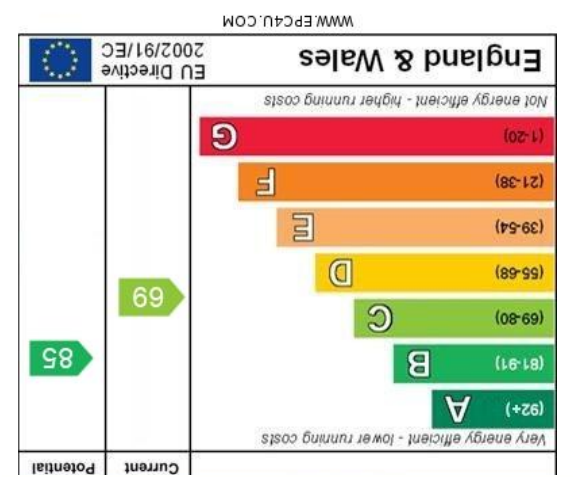 Current Potential
Very energy efficient - lower running costs
(92+) A
(81-91) B
85
(69-80) C
69
(55-68) D
(39-54) E
(21-38) F
(1-20) G
Not energy efficient - higher running costs
England & Wales
EU Directive
2002/91/EC
WWW.EPC4U.COM